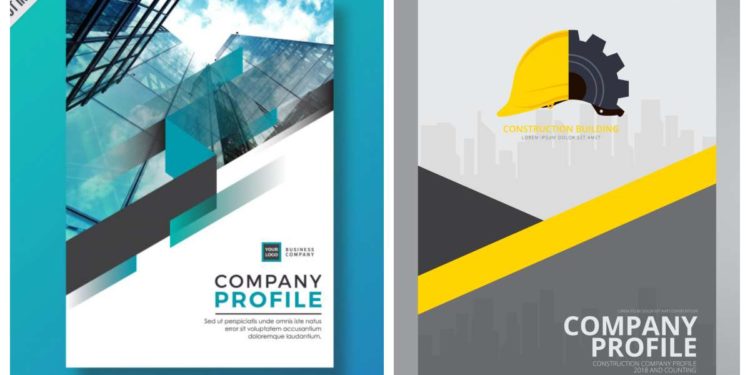 YOUR
LOGO
BUSINESS
COMPANY
COMPANY
PROFILE
Sed ut perspiciatis unde omnis iste natus
error sit voluptatem accusantium
laudantium.
CONSTRUCTION BUILDING
LOREM IPSUM DOLOR SIT AMET
COMPANY
PROFILE
CONSTRUCTION COMPANY PROFILE
2018 AND COUNTING